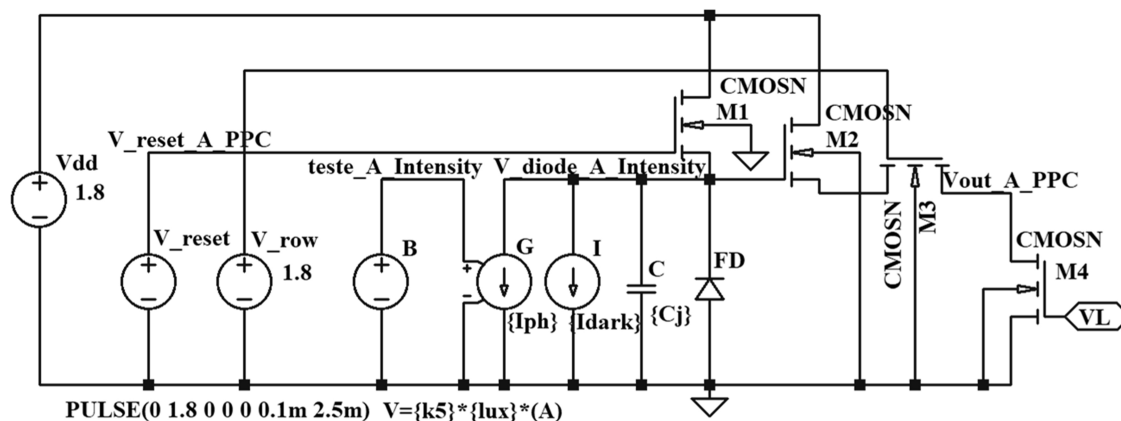 CMOSN
M1
CMOSN
M2
V_reset_A_PPC
Vdd
1.8
teste_A_Intensity
V_diode_A_Intensity
Vout_A_PPC
CMOSN
M3
V_reset
V_row
1.8
B
G
I
C
FD
CMOSN
M4
{Iph}
{Idark}
{Cj}
VL
PULSE(0 1.8 0 0 0 0.1m 2.5m) V={k5}*{lux}*(A)